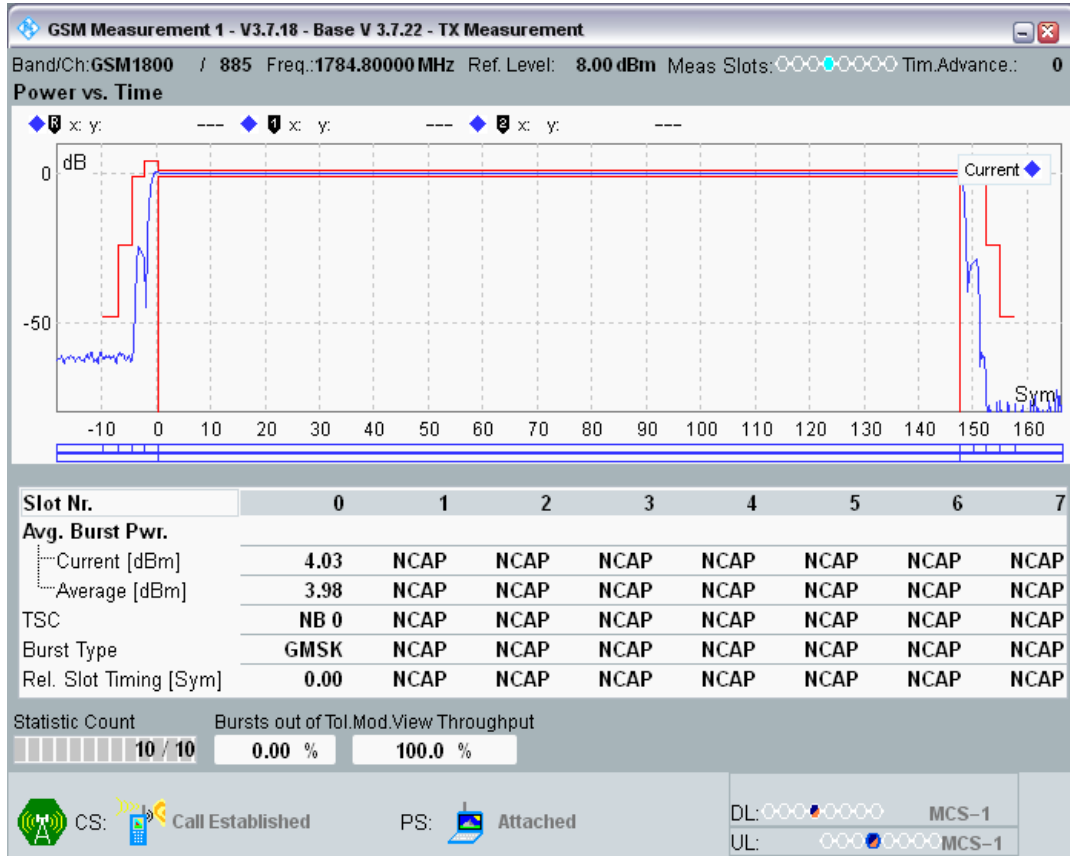 GSM Measurement 1 - V3.7.18 - Base V 3.7.22 - TX Measurement
Band/Ch:GSM1800 / 885 Freq.:1784.80000 MHz Ref. Level: 8.00 dBm Meas Slots: Tim.Advance.: 0
Power vs. Time
R x: y: --- 1 x: y: --- 2 x: y: ---
dB
Current
0
-50
Sym
-10 0 10 20 30 40 50 60 70 80 90 100 110 120 130 140 150 160
Slot Nr. 0 1 2 3 4 5 6 7
Avg. Burst Pwr.
Current [dBm] 4.03 NCAP NCAP NCAP NCAP NCAP NCAP NCAP
Average [dBm] 3.98 NCAP NCAP NCAP NCAP NCAP NCAP NCAP
TSC NB 0 NCAP NCAP NCAP NCAP NCAP NCAP NCAP
Burst Type GMSK NCAP NCAP NCAP NCAP NCAP NCAP NCAP
Rel. Slot Timing [Sym] 0.00 NCAP NCAP NCAP NCAP NCAP NCAP NCAP
Statistic Count Bursts out of Tol. Mod.View Throughput
10 / 10 0.00 % 100.0 %
CS: Call Established PS: Attached
DL: MCS-1
UL: MCS-1